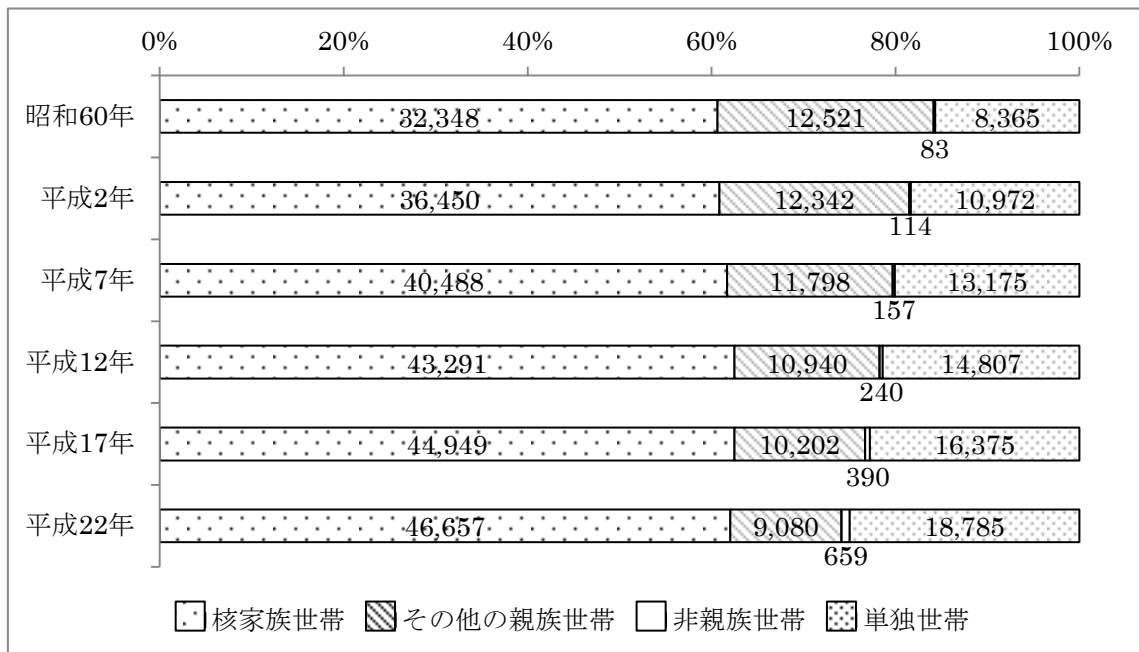 0% 20% 40% 60% 80% 100%
昭和60年 32,348 12,521 8,365
83
平成2年 36,450 12,342 10,972
114
平成7年 40,488 11,798 13,175
157
平成12年 43,291 10,940 14,807
240
平成17年 44,949 10,202 16,375
390
平成22年 46,657 9,080 18,785
659
核家族世帯 その他の親族世帯 非親族世帯 単独世帯